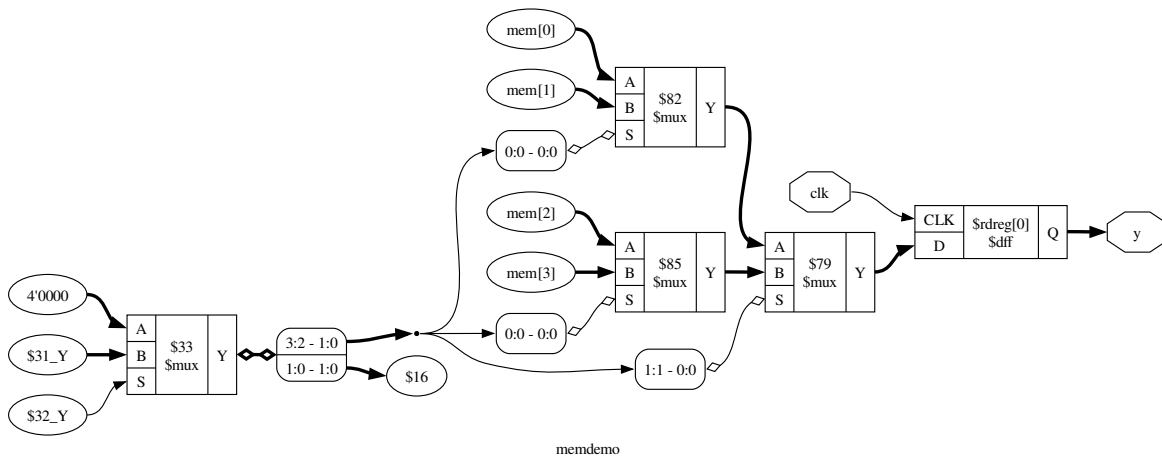 mem[0]
mem[1]
A
B
S
$82
$mux
Y
0:0 - 0:0
mem[2]
mem[3]
A
B
S
$85
$mux
Y
0:0 - 0:0
clk
A
B
S
$79
$mux
Y
CLK
D
$rdreg[0]
$dff
Q
y
4'0000
$31_Y
$32_Y
A
B
S
$33
$mux
Y
3:2 - 1:0
1:0 - 1:0
$16
1:1 - 0:0
memdemo